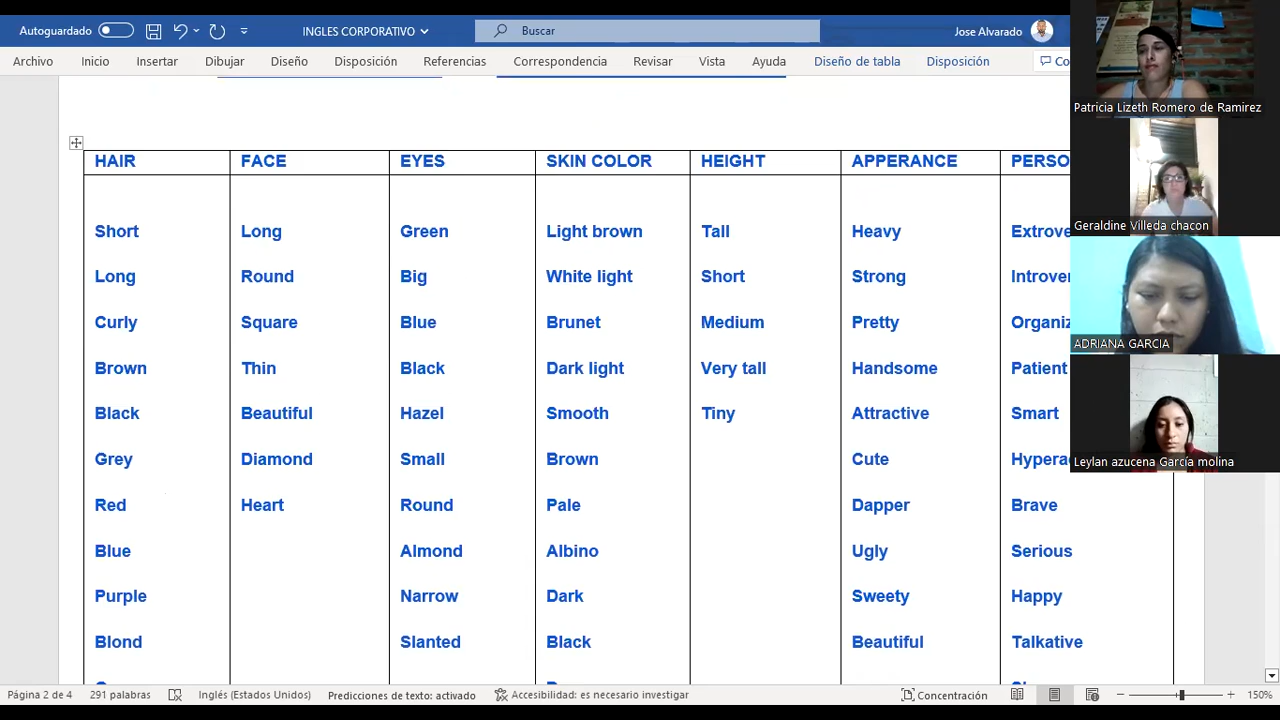 Autoguardado INGLES CORPORATIVO Buscar Jose Alvarado
Archivo Inicio Insertar Dibujar Diseño Disposición Referencias Correspondencia Revisar Vista Ayuda Diseño de tabla Disposición
Patricia Lizeth Romero de Ramirez
Geraldine Villeda chacon
ADRIANA GARCIA
Leylan azucena García molina
HAIR FACE EYES SKIN COLOR HEIGHT APPERANCE PERSO
Short Long Green Light brown Tall Heavy Extrove
Long Round Big White light Short Strong Introver
Curly Square Blue Brunet Medium Pretty Organiz
Brown Thin Black Dark light Very tall Handsome Patient
Black Beautiful Hazel Smooth Tiny Attractive Smart
Grey Diamond Small Brown Cute Hypera
Red Heart Round Pale Dapper Brave
Blue Almond Albino Ugly Serious
Purple Narrow Dark Sweety Happy
Blond Slanted Black Beautiful Talkative
Página 2 de 4 291 palabras Inglés (Estados Unidos) Predicciones de texto: activado Accesibilidad: es necesario investigar Concentración 150%